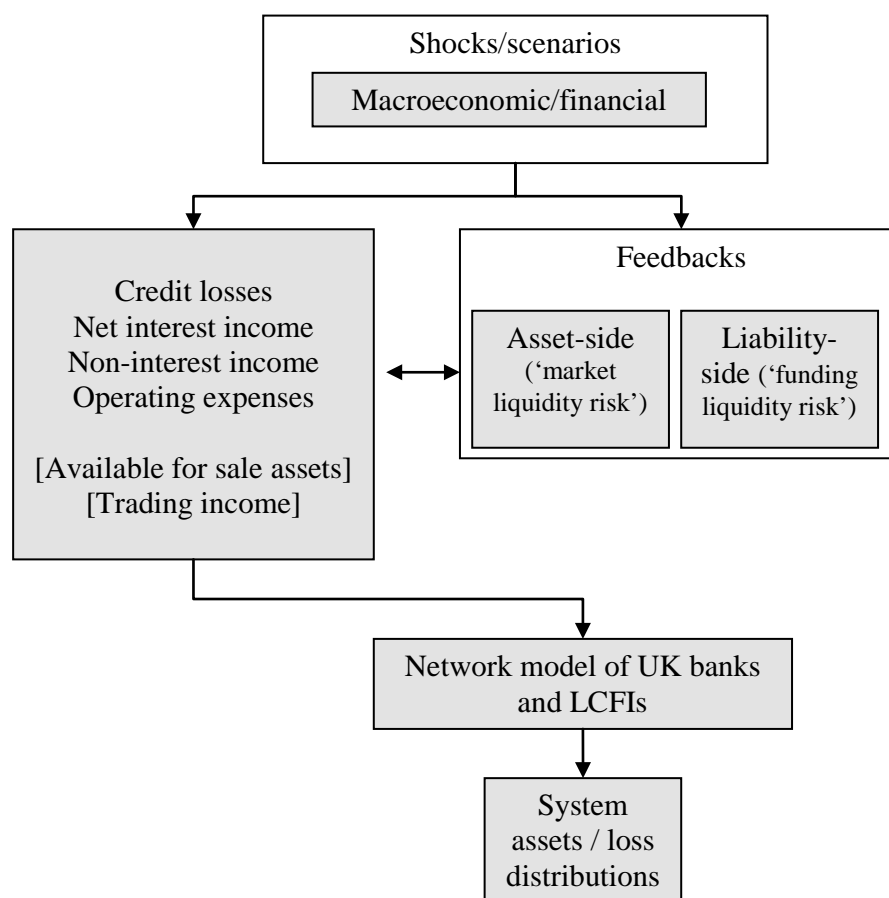 Shocks/scenarios
Macroeconomic/financial
Credit losses
Net interest income
Non-interest income
Operating expenses
[Available for sale assets]
[Trading income]
Feedbacks
Asset-side
(‘market
liquidity risk’)
Liability-
side (‘funding
liquidity risk’)
Network model of UK banks
and LCFIs
System
assets / loss
distributions